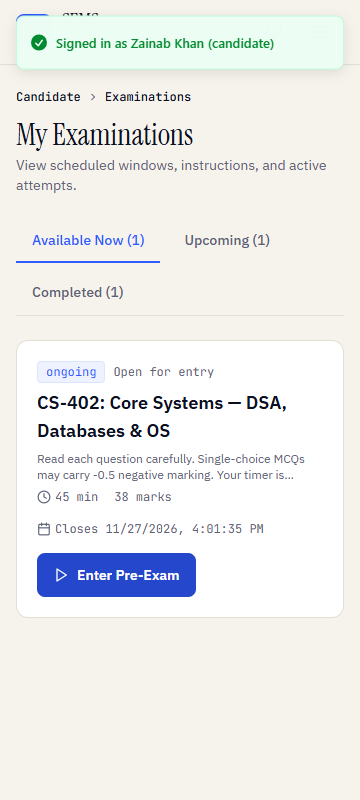 Signed in as Zainab Khan (candidate)
Candidate > Examinations
My Examinations
View scheduled windows, instructions, and active
attempts.
Available Now (1)
Upcoming (1)
Completed (1)
ongoing
Open for entry
CS-402: Core Systems — DSA,
Databases & OS
Read each question carefully. Single-choice MCQs
may carry -0.5 negative marking. Your timer is...
45 min
38 marks
Closes 11/27/2026, 4:01:35 PM
Enter Pre-Exam